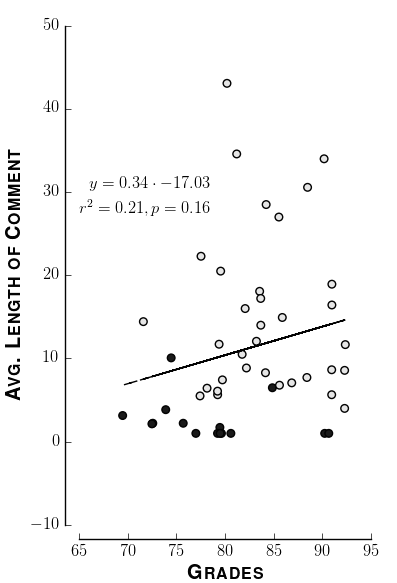 50
40
30
20
10
0
−10
AVG. LENGTH OF COMMENT
y = 0.34 · −17.03
r² = 0.21, p = 0.16
65 70 75 80 85 90 95
GRADES